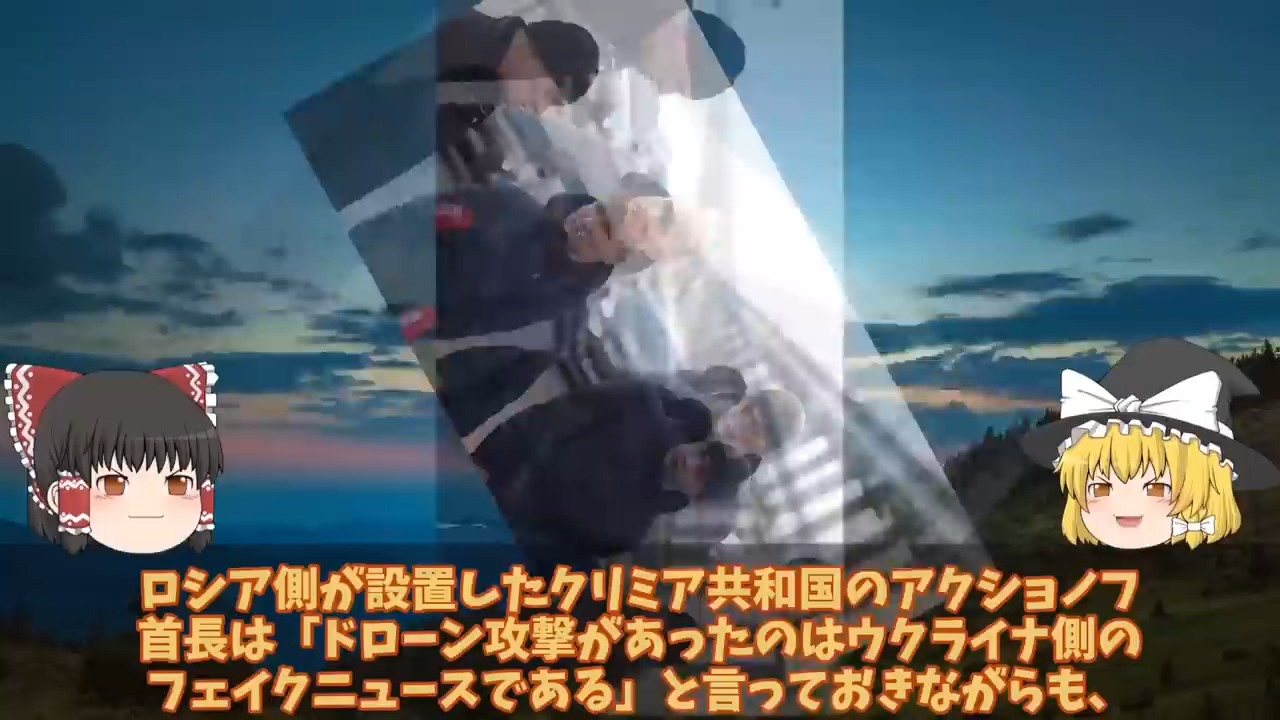 ロシア側が設置したクリミア共和国のアクショノフ
首長は「ドローン攻撃があったのはウクライナ側の
フェイクニュースである」と言っておきながらも、